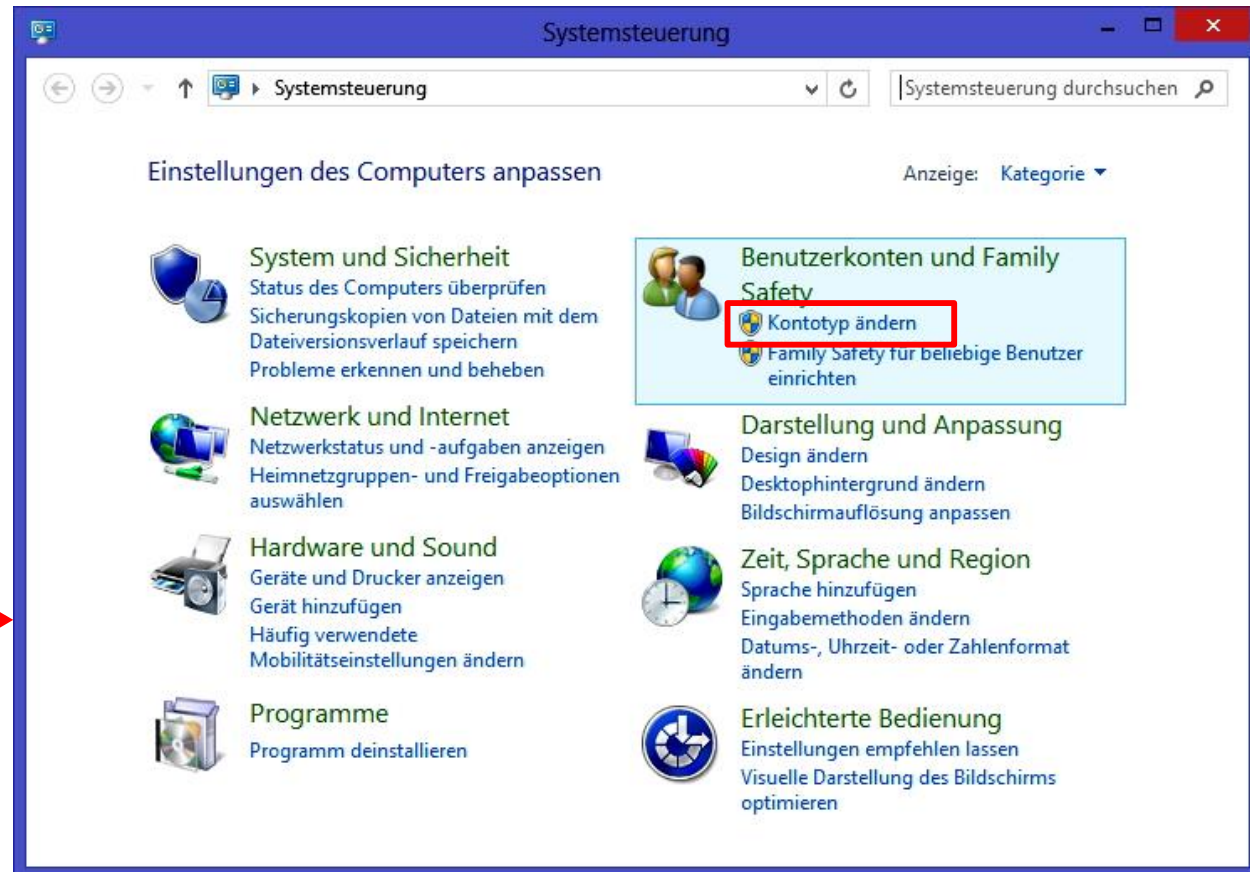 Systemsteuerung
Systemsteuerung
Systemsteuerung durchsuchen
Einstellungen des Computers anpassen
Anzeige: Kategorie
System und Sicherheit
Status des Computers überprüfen
Sicherungskopien von Dateien mit dem
Dateiversionsverlauf speichern
Probleme erkennen und beheben
Netzwerk und Internet
Netzwerkstatus und -aufgaben anzeigen
Heimnetzgruppen- und Freigabeoptionen
auswählen
Hardware und Sound
Geräte und Drucker anzeigen
Gerät hinzufügen
Häufig verwendete
Mobilitätseinstellungen ändern
Programme
Programm deinstallieren
Benutzerkonten und Family
Safety
Kontotyp ändern
Family Safety für beliebige Benutzer
einrichten
Darstellung und Anpassung
Design ändern
Desktophintergrund ändern
Bildschirmauflösung anpassen
Zeit, Sprache und Region
Sprache hinzufügen
Eingabemethoden ändern
Datums-, Uhrzeit- oder Zahlenformat
ändern
Erleichterte Bedienung
Einstellungen empfehlen lassen
Visuelle Darstellung des Bildschirms
optimieren